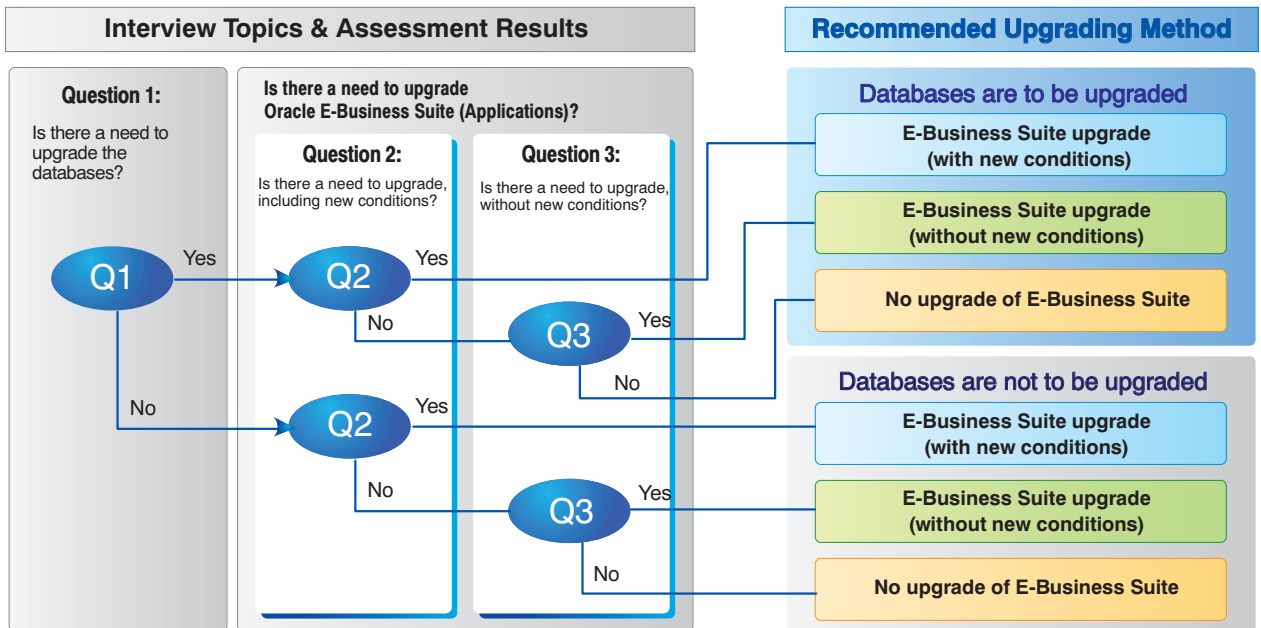 Interview Topics & Assessment Results
Recommended Upgrading Method
Question 1:
Is there a need to
upgrade the
databases?
Is there a need to upgrade
Oracle E-Business Suite (Applications)?
Question 2:
Is there a need to upgrade,
including new conditions?
Question 3:
Is there a need to upgrade,
without new conditions?
Q1
Yes
No
Q2
Yes
No
Q3
Yes
No
Q2
Yes
No
Q3
Yes
No
Databases are to be upgraded
E-Business Suite upgrade
(with new conditions)
E-Business Suite upgrade
(without new conditions)
No upgrade of E-Business Suite
Databases are not to be upgraded
E-Business Suite upgrade
(with new conditions)
E-Business Suite upgrade
(without new conditions)
No upgrade of E-Business Suite